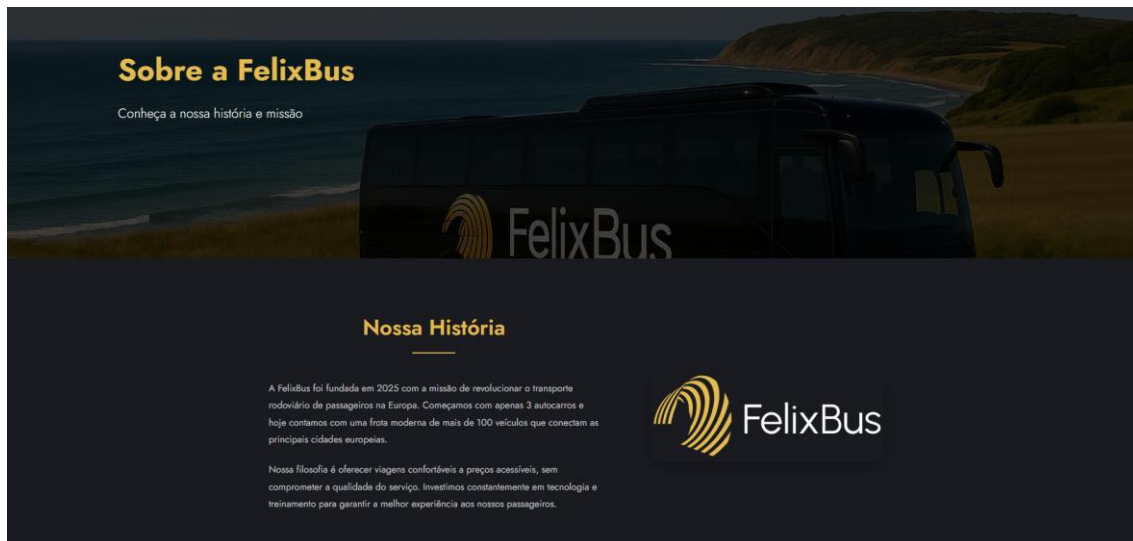 Sobre a FelixBus
Conheça a nossa história e missão
FelixBus
Nossa História
A FelixBus foi fundada em 2025 com a missão de revolucionar o transporte
rodoviário de passageiros na Europa. Começamos com apenas 3 autocarros e
hoje contamos com uma frota moderna de mais de 100 veículos que conectam as
principais cidades europeias.
Nossa filosofia é oferecer viagens confortáveis a preços acessíveis, sem
comprometer a qualidade do serviço. Investimos constantemente em tecnologia e
treinamento para garantir a melhor experiência aos nossos passageiros.
FelixBus